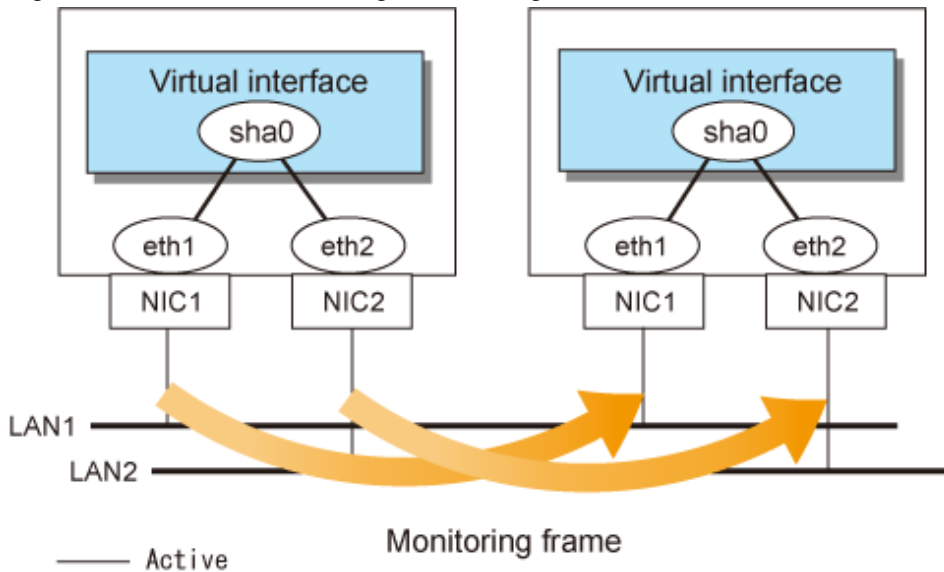 Virtual interface
Virtual interface
sha0
sha0
eth1
eth2
eth1
eth2
NIC1
NIC2
NIC1
NIC2
LAN1
LAN2
Monitoring frame
Active